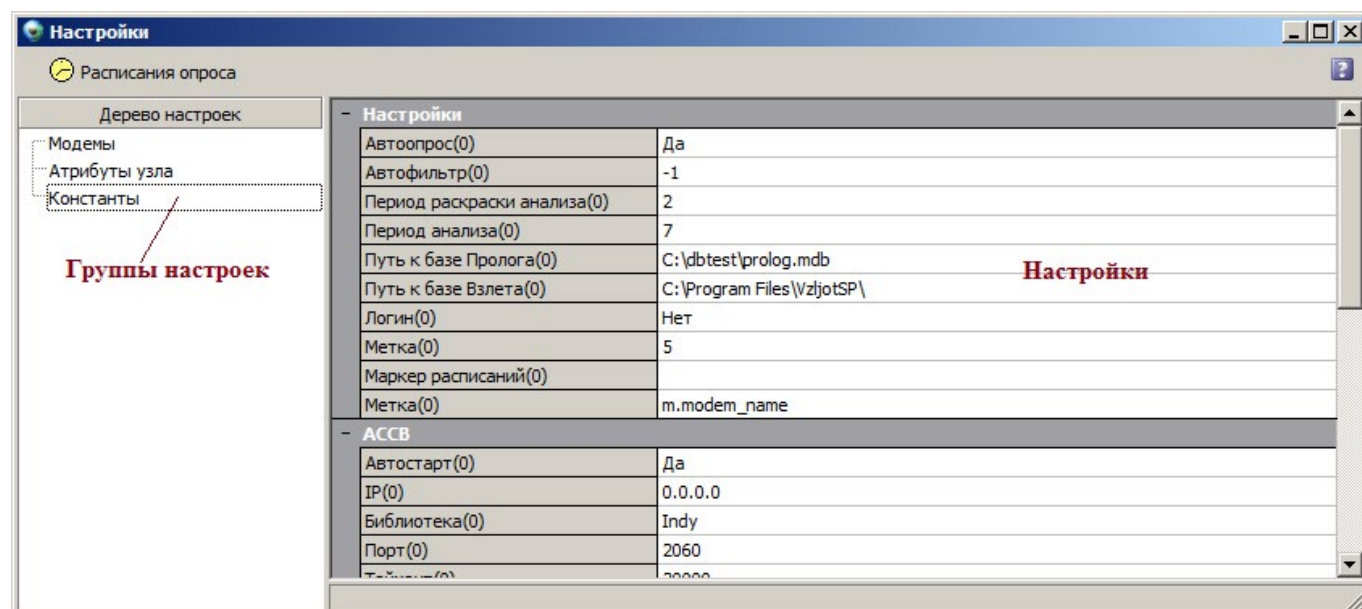 Настройки
Расписания опроса
Дерево настроек
Модемы
Атрибуты узла
Константы
Группы настроек
- Настройки
Автоопрос(0) Да
Автофильтр(0) -1
Период раскраски анализа(0) 2
Период анализа(0) 7
Путь к базе Пролога(0) C:\dbtest\prolog.mdb
Путь к базе Взлета(0) C:\Program Files\VzljotSP\
Настройки
Логин(0) Нет
Метка(0) 5
Маркер расписаний(0)
Метка(0) m.modem_name
- АССВ
Автостарт(0) Да
IP(0) 0.0.0.0
Библиотека(0) Indy
Порт(0) 2060